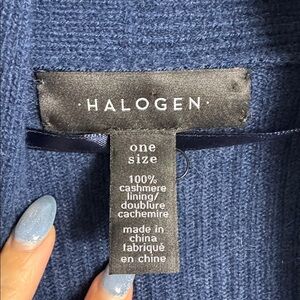 ·HALOGEN·
one
size
100%
cashmere
lining/
doublure
cachemire
made in
china
fabriqué
en chine